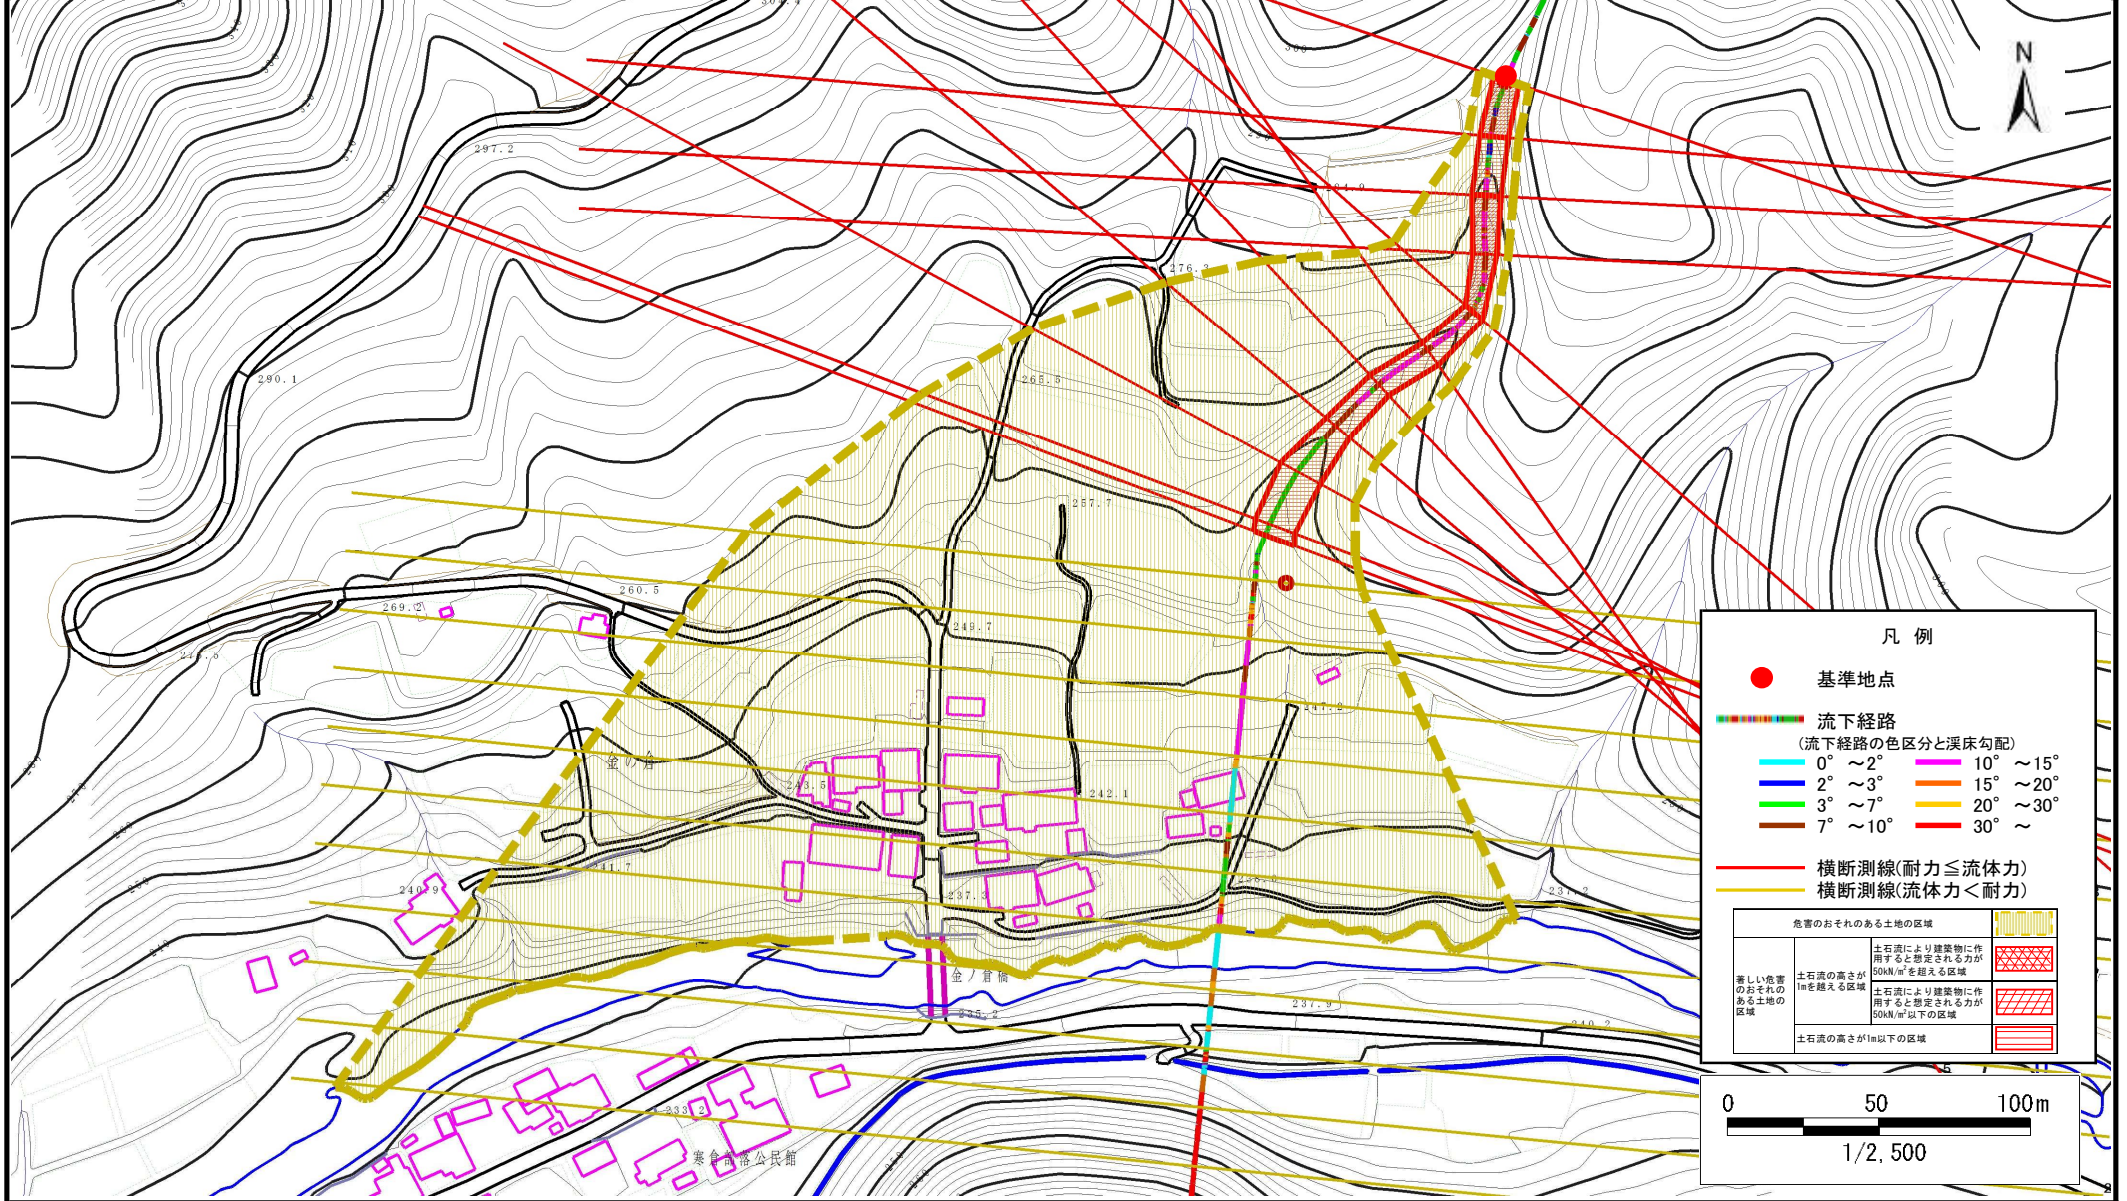 N
297.2
284.9
276.3
290.1
265.5
257.7
260.5
269.2
249.7
247.2
金の倉
243.5
242.1
241.7
240.9
237.3
237.2
金ノ倉橋
235.2
237.9
240.2
233.2
寒倉部落公民館
凡 例
基準地点
流下経路
(流下経路の色区分と渓床勾配)
0° ～2° 10° ～15°
2° ～3° 15° ～20°
3° ～7° 20° ～30°
7° ～10° 30° ～
横断測線(耐力≦流体力)
横断測線(流体力＜耐力)
危害のおそれのある土地の区域
著しい危害
のおそれの
ある土地の
区域
土石流の高さが
1mを越える区域
土石流により建築物に作
用すると想定される力が
50kN/㎡を超える区域
土石流により建築物に作
用すると想定される力が
50kN/㎡以下の区域
土石流の高さが1m以下の区域
0 50 100m
1/2,500